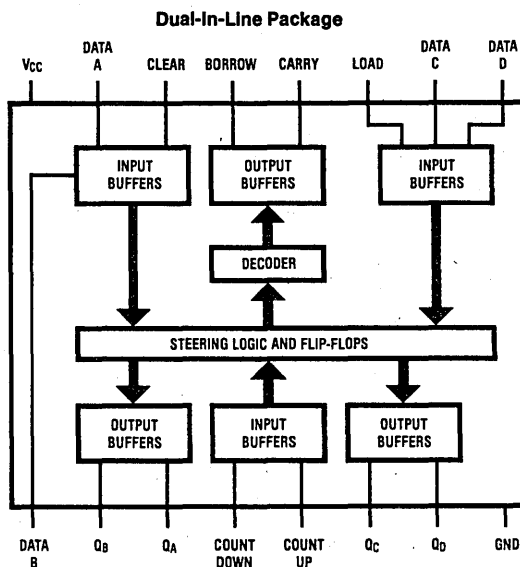 Dual-In-Line Package
DATA DATA DATA
VCC A CLEAR BORROW CARRY LOAD C D
INPUT OUTPUT INPUT
BUFFERS BUFFERS BUFFERS
DECODER
STEERING LOGIC AND FLIP-FLOPS
OUTPUT INPUT OUTPUT
BUFFERS BUFFERS BUFFERS
DATA QB QA COUNT COUNT QC QD GND
B DOWN UP